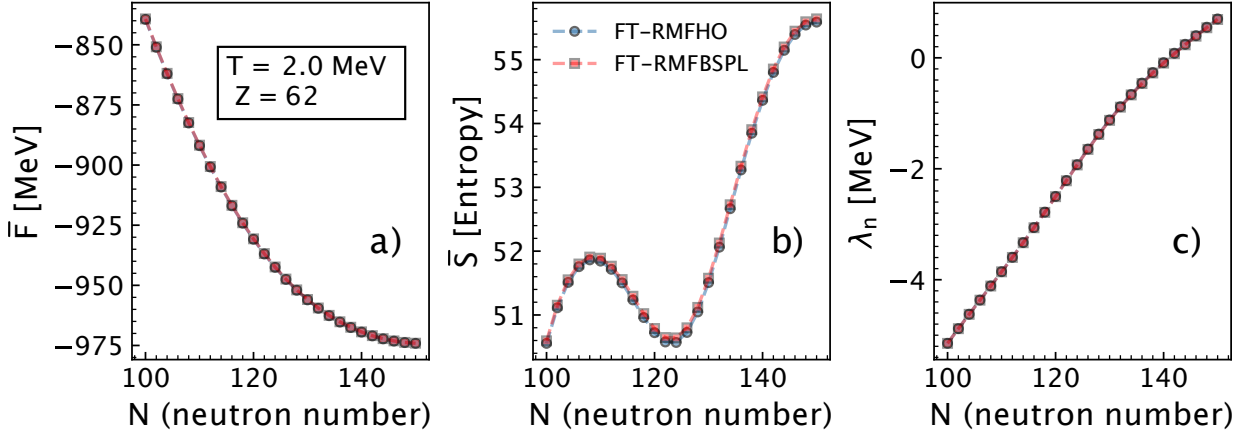 F̅ [MeV]
−850
−875
−900
−925
−950
−975
T = 2.0 MeV
Z = 62
a)
100
120
140
N (neutron number)
S̅ [Entropy]
55
54
53
52
51
FT−RMFHO
FT−RMFBSPL
b)
100
120
140
N (neutron number)
λn [MeV]
0
−2
−4
c)
100
120
140
N (neutron number)